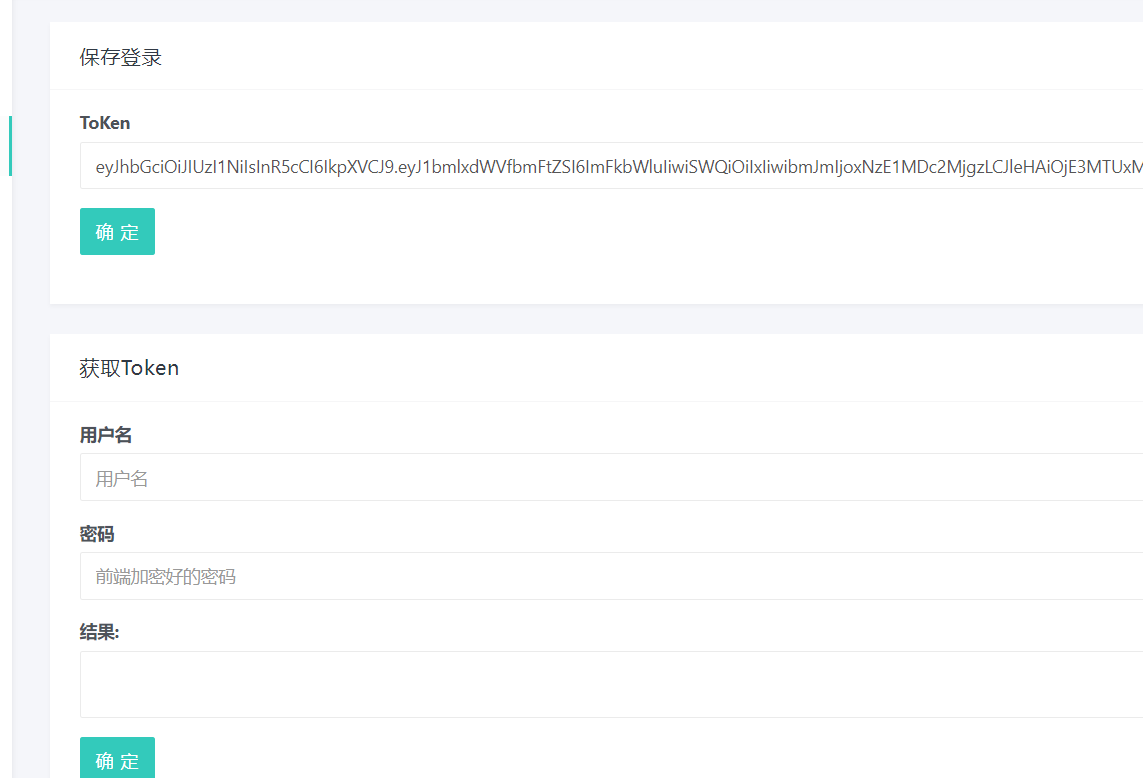 保存登录
ToKen
eyJhbGciOiJIUzI1NiIsInR5cCI6IkpXVCJ9.eyJ1bmlxdWVfbmFtZSI6ImFkbWluIiwiSWQiOiIxIiwibmJmIjoxNzE1MDc2MjgzLCJleHAiOjE3MTUxM
确 定
获取Token
用户名
用户名
密码
前端加密好的密码
结果:
确 定